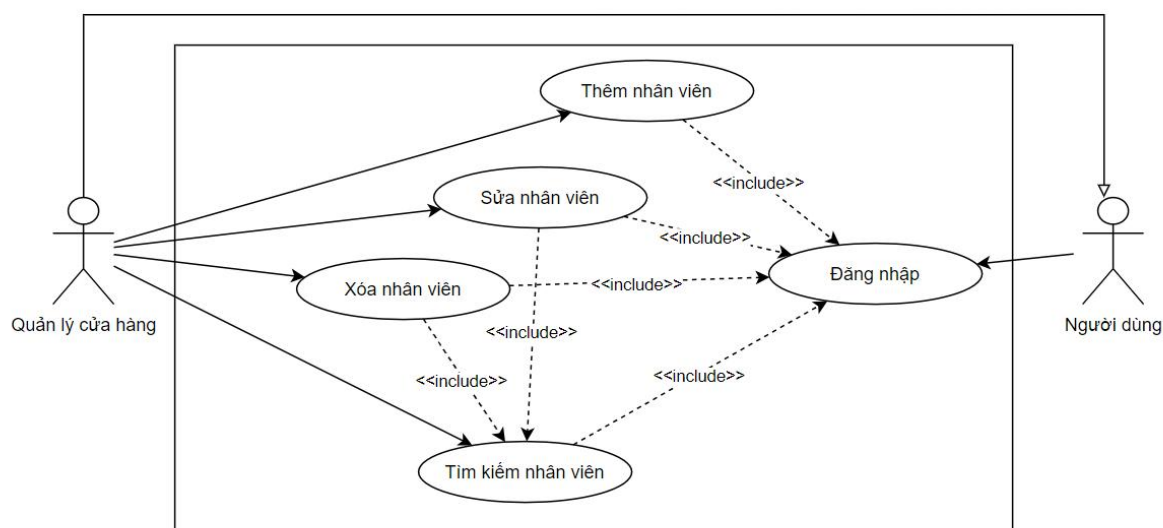 Thêm nhân viên
<<include>>
Sửa nhân viên
<<include>>
Đăng nhập
Xóa nhân viên
<<include>>
Quản lý cửa hàng
Người dùng
<<include>>
<<include>>
<<include>>
Tìm kiếm nhân viên